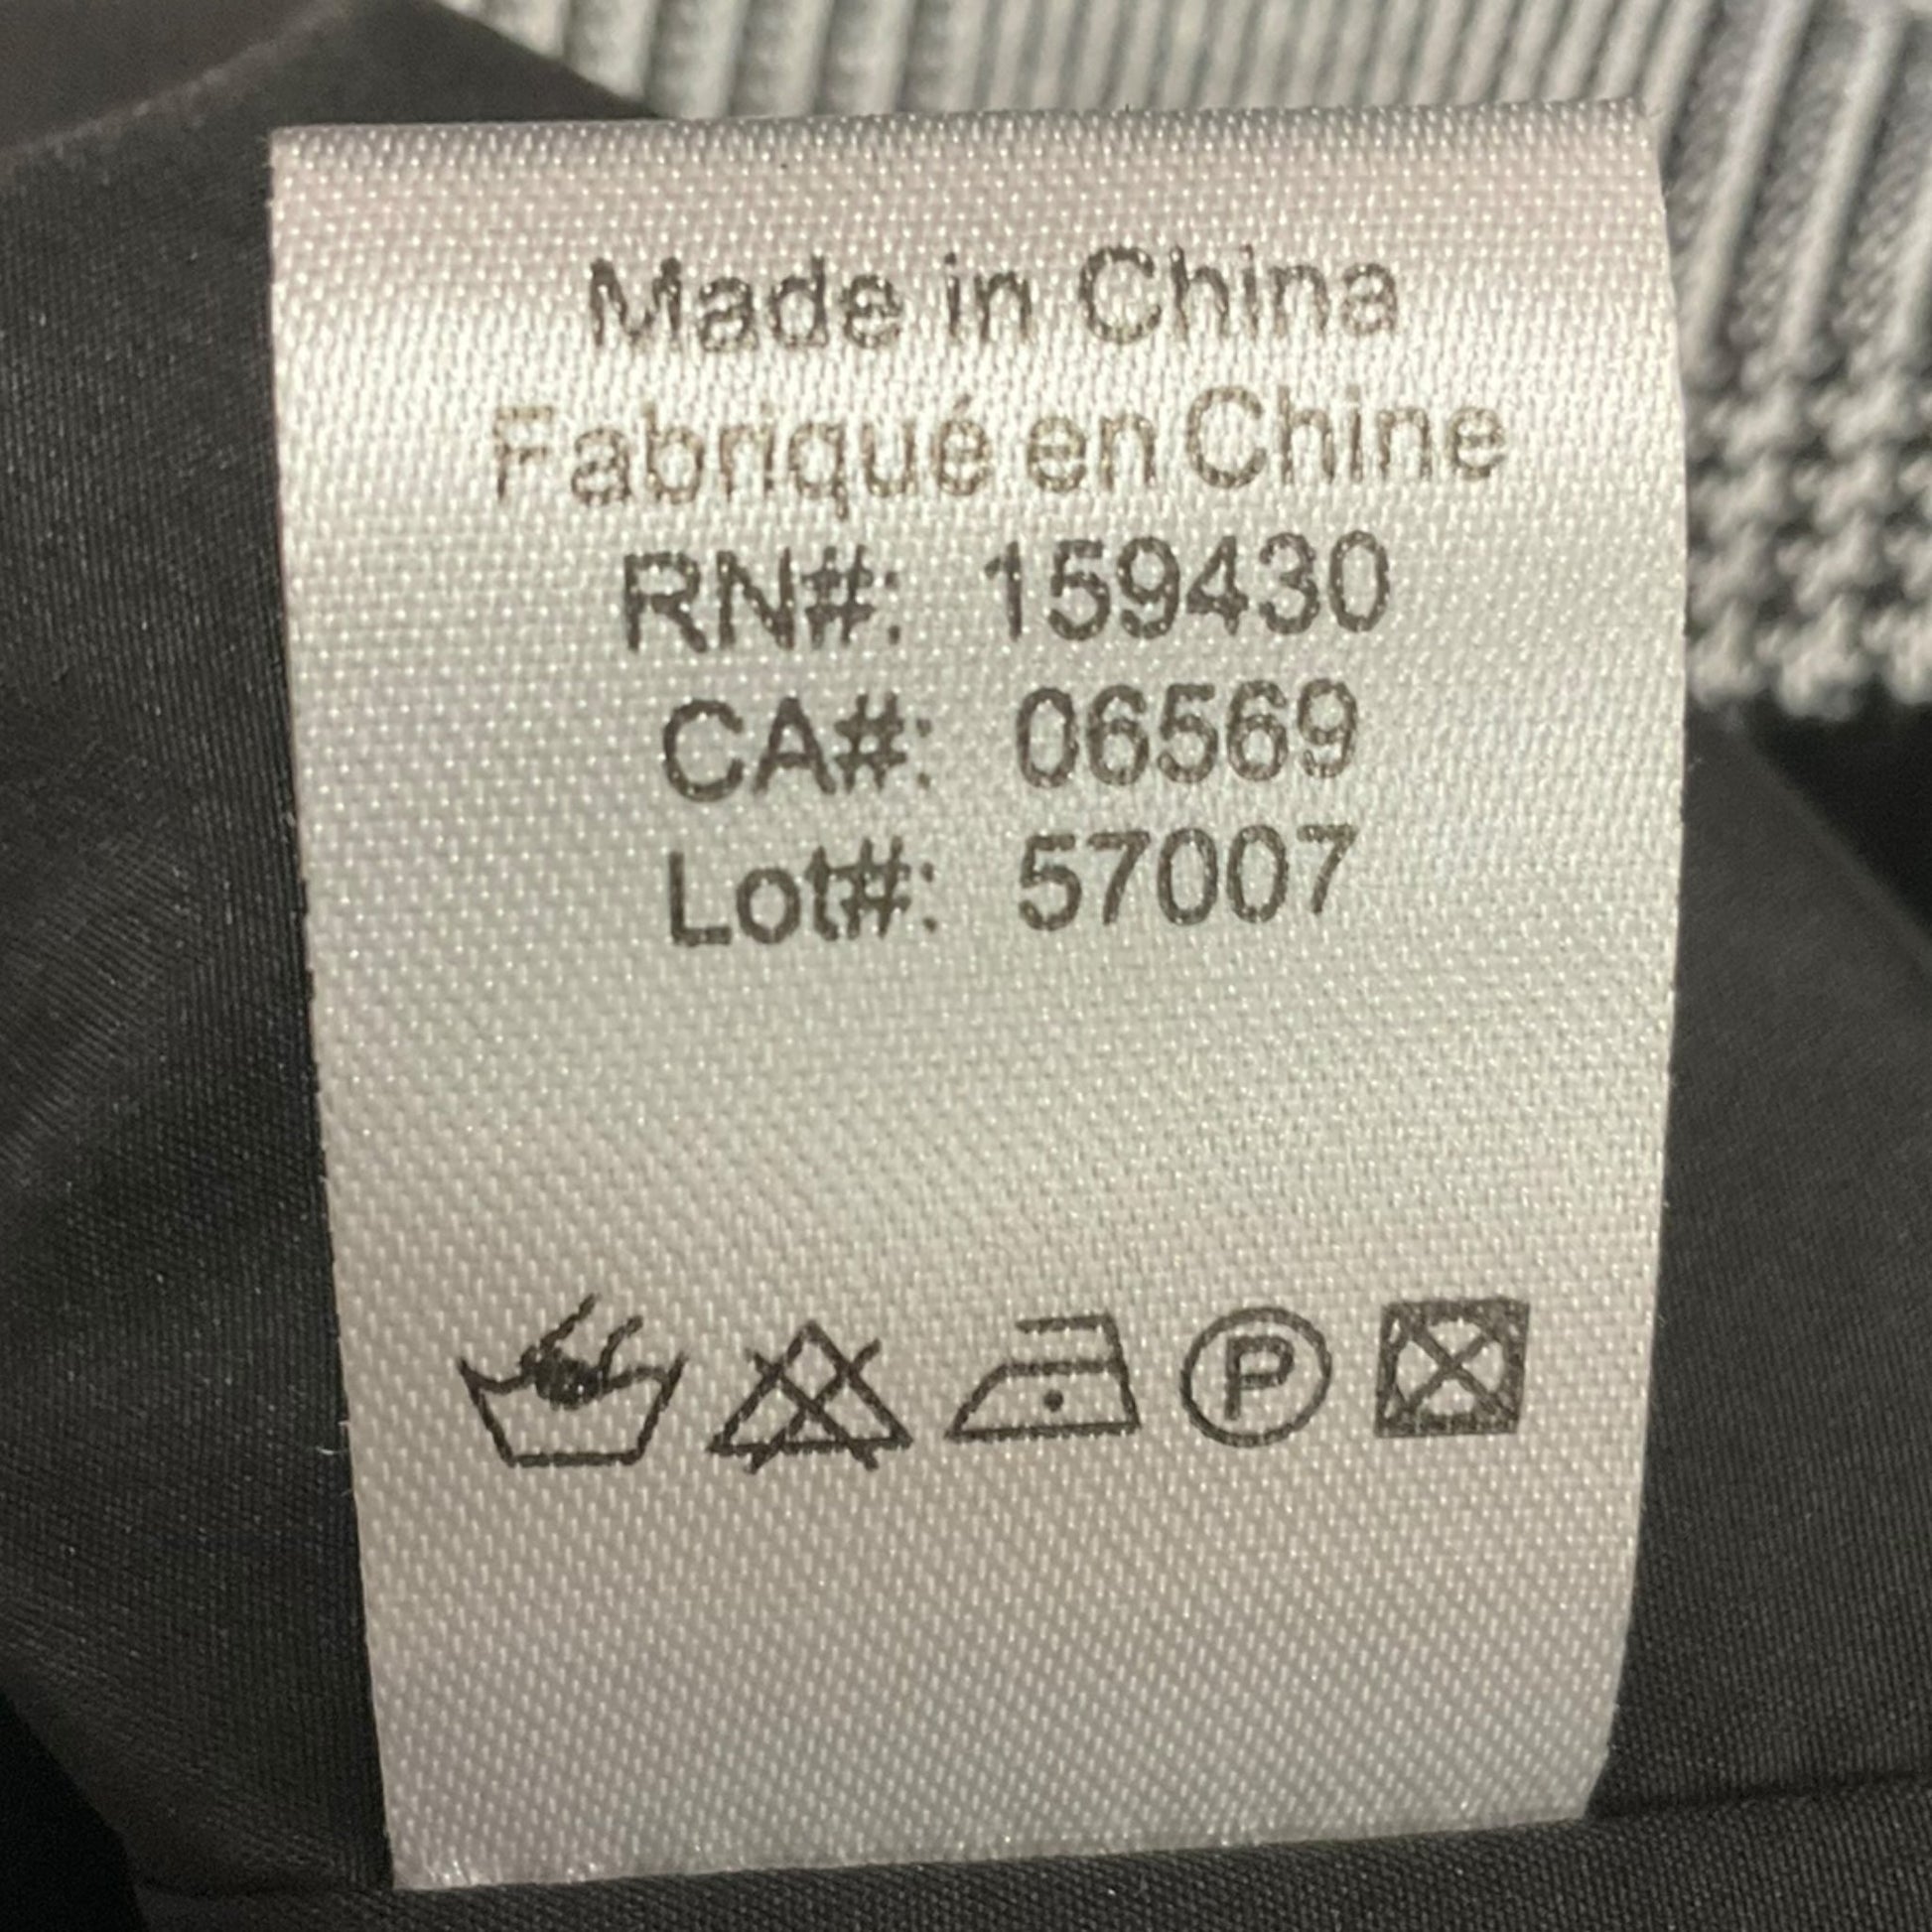 Made in China
Fabriqué en Chine
RN#: 159430
CA#: 06569
Lot#: 57007
P